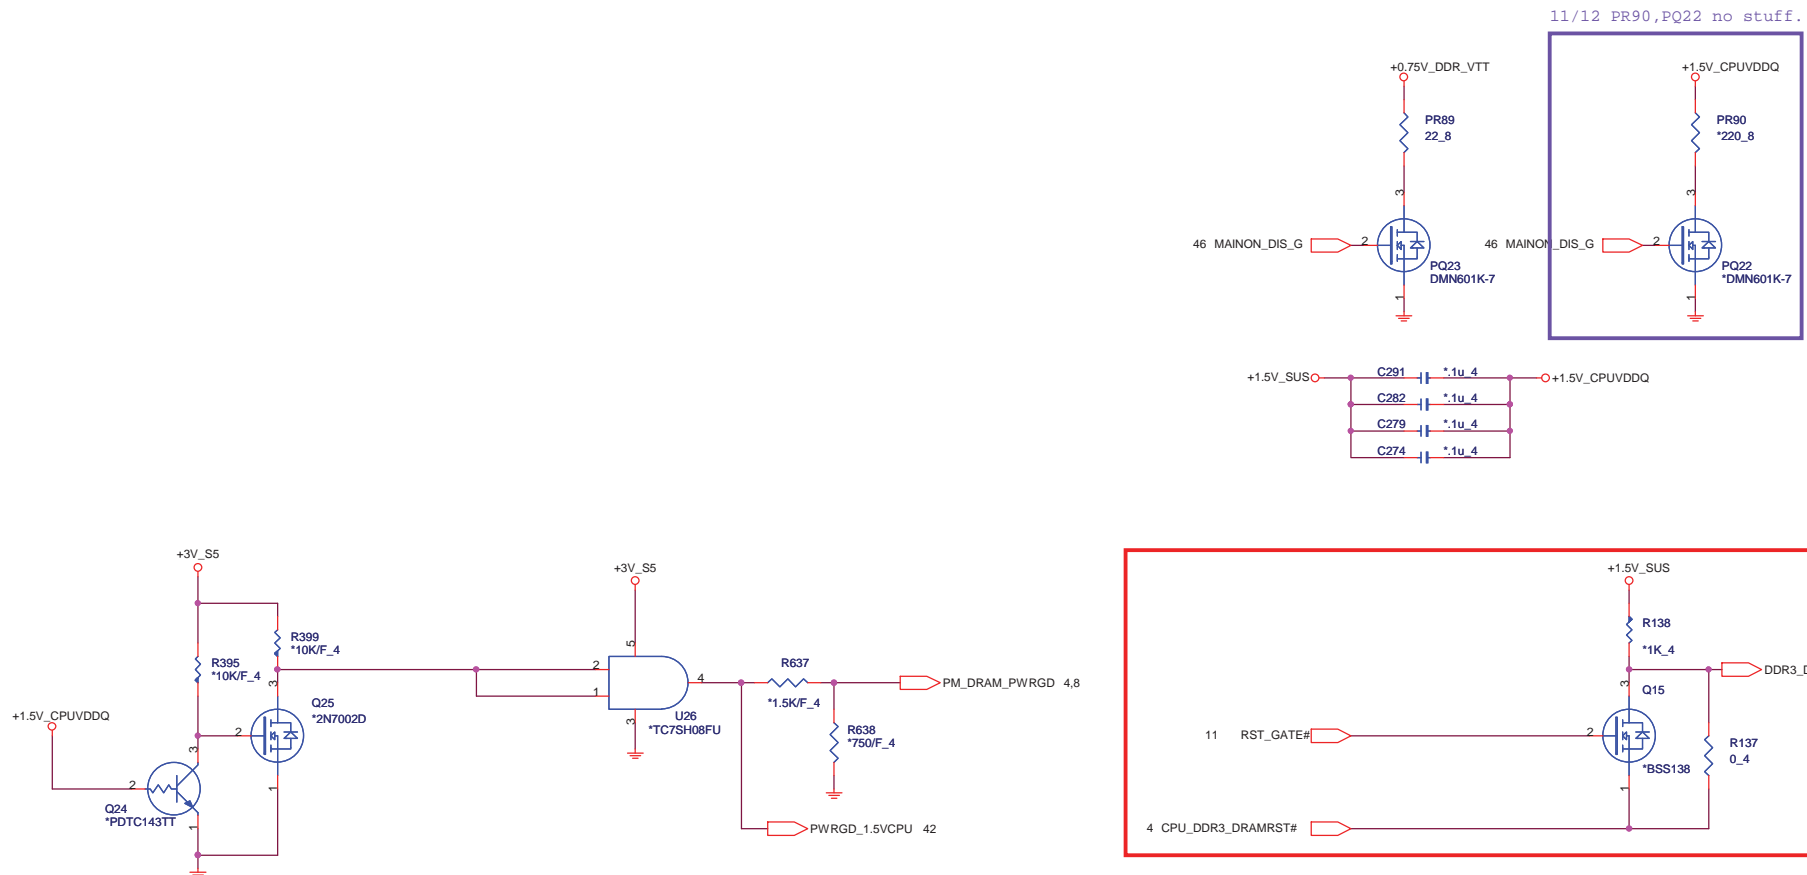 11/12 PR90,PQ22 no stuff.
+0.75V_DDR_VTT
PR89
22_8
3
46 MAINON_DIS_G
2
PQ23
DMN601K-7
1
+1.5V_CPUVDDQ
PR90
*220_8
3
46 MAINON_DIS_G
2
PQ22
*DMN601K-7
1
+1.5V_SUS
C291 *.1u_4
+1.5V_CPUVDDQ
C282 *.1u_4
C279 *.1u_4
C274 *.1u_4
+3V_S5
R399
*10K/F_4
R395
*10K/F_4
3
Q25
*2N7002D
2
1
+1.5V_CPUVDDQ
3
2
Q24
*PDTC143TT
1
+3V_S5
5
2
1
4
3
U26
*TC7SH08FU
R637
*1.5K/F_4
PM_DRAM_PWRGD 4,8
R638
*750/F_4
PWRGD_1.5VCPU 42
+1.5V_SUS
R138
*1K_4
DDR3_D
3
Q15
11 RST_GATE#
2
*BSS138
R137
0_4
1
4 CPU_DDR3_DRAMRST#